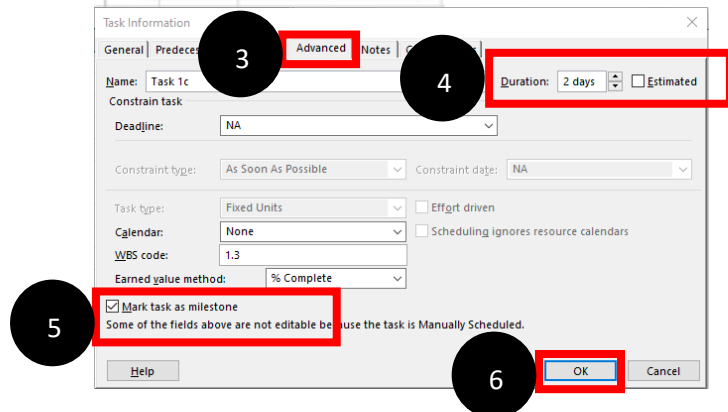 Task Information
General Predeces Advanced Notes
3
4
Name: Task 1c Duration: 2 days Estimated
Constrain task
Deadline: NA
Constraint type: As Soon As Possible Constraint date: NA
Task type: Fixed Units Effort driven
Calendar: None Scheduling ignores resource calendars
WBS code: 1.3
Earned value method: % Complete
5
Mark task as milestone
Some of the fields above are not editable because the task is Manually Scheduled.
Help 6 OK Cancel